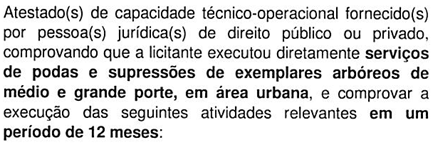 Atestado(s) de capacidade técnico-operacional fornecido(s)
por pessoa(s) jurídica(s) de direito público ou privado,
comprovando que a licitante executou diretamente serviços
de podas e supressões de exemplares arbóreos de
médio e grande porte, em área urbana, e comprovar a
execução das seguintes atividades relevantes em um
período de 12 meses: